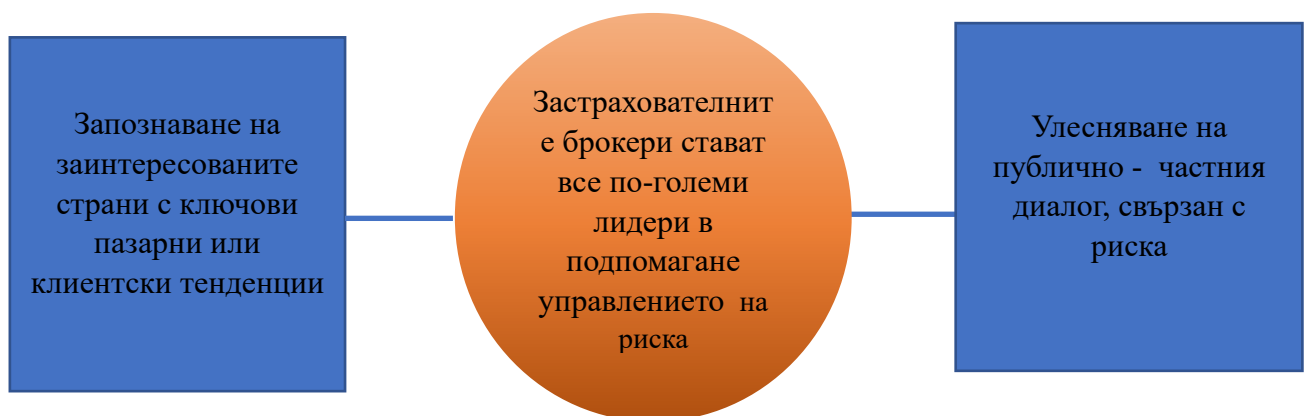 Запознаване на
заинтересованите
страни с ключови
пазарни или
клиентски тенденции
Застрахователнит
е брокери стават
все по-големи
лидери в
подпомагане
управлението на
риска
Улесняване на
публично - частния
диалог, свързан с
риска